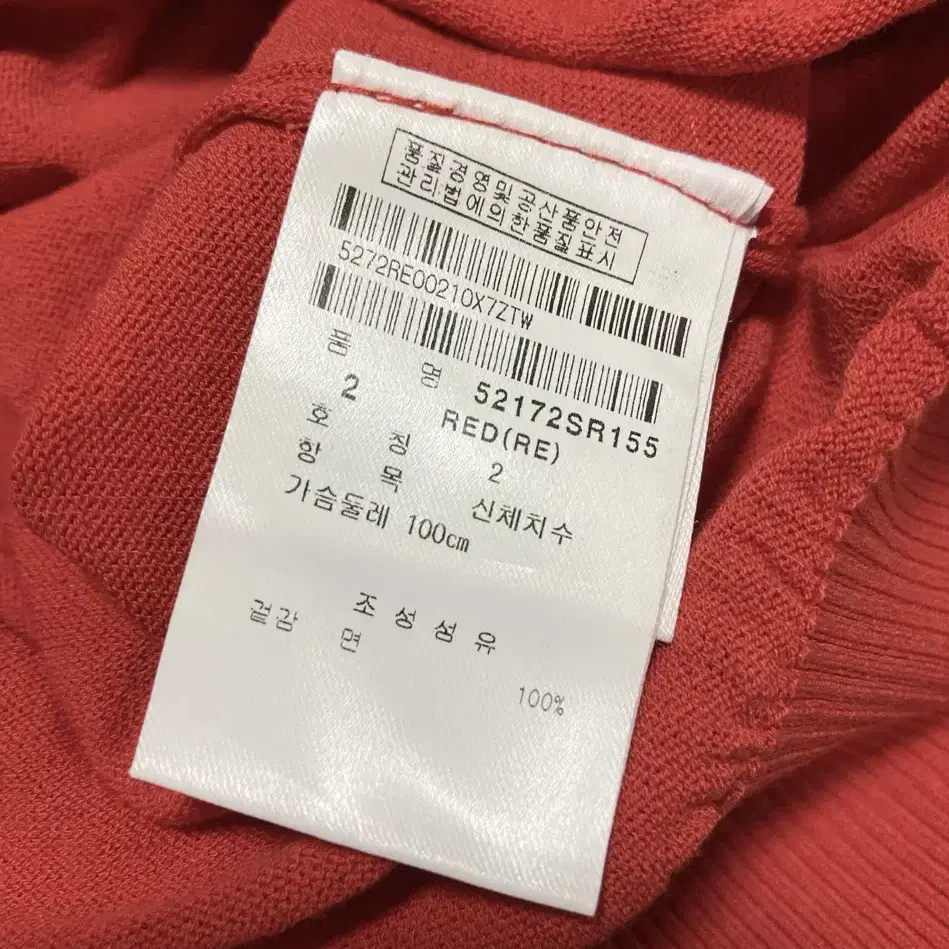 품질경영 및 공산품안전
관리법에 의한 품질표시
5272RE00210X7ZTW
품 명 52172SR155
2 RED(RE)
호 칭 2
항 목 신체치수
가슴둘레 100cm
조 성 섬 유
겉감 면 100%